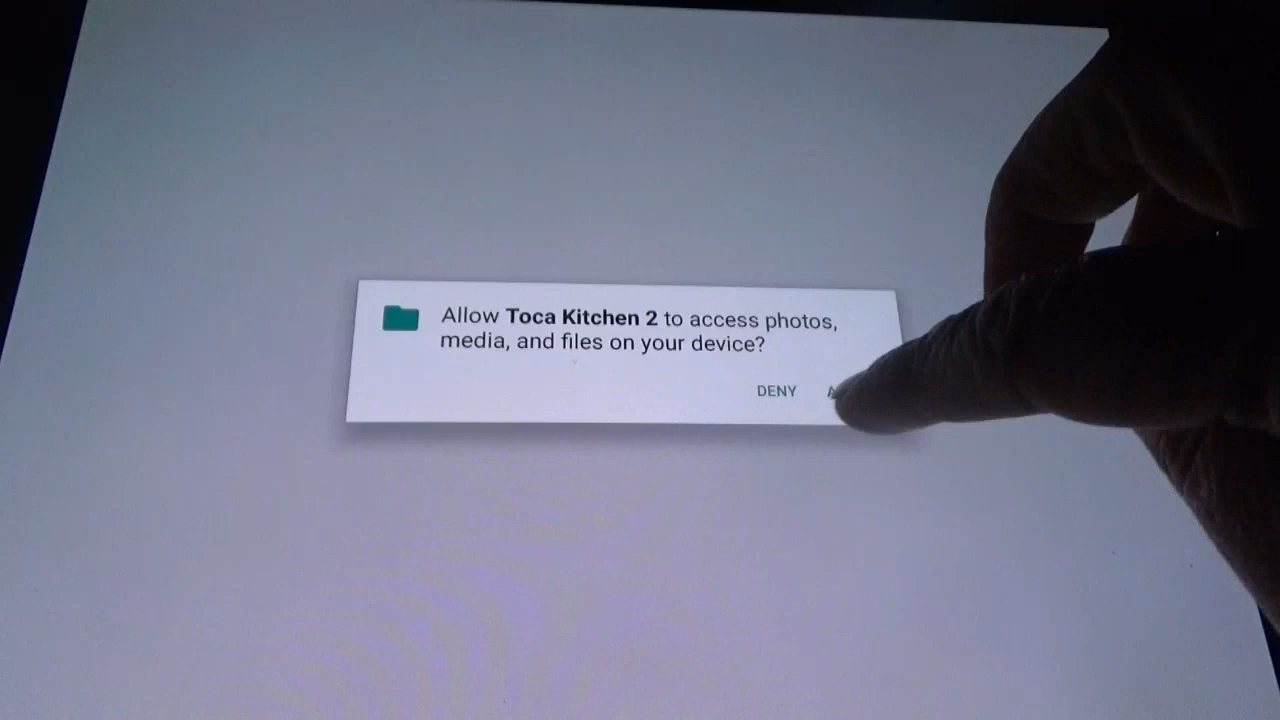 Allow Toca Kitchen 2 to access photos,
media, and files on your device?
DENY